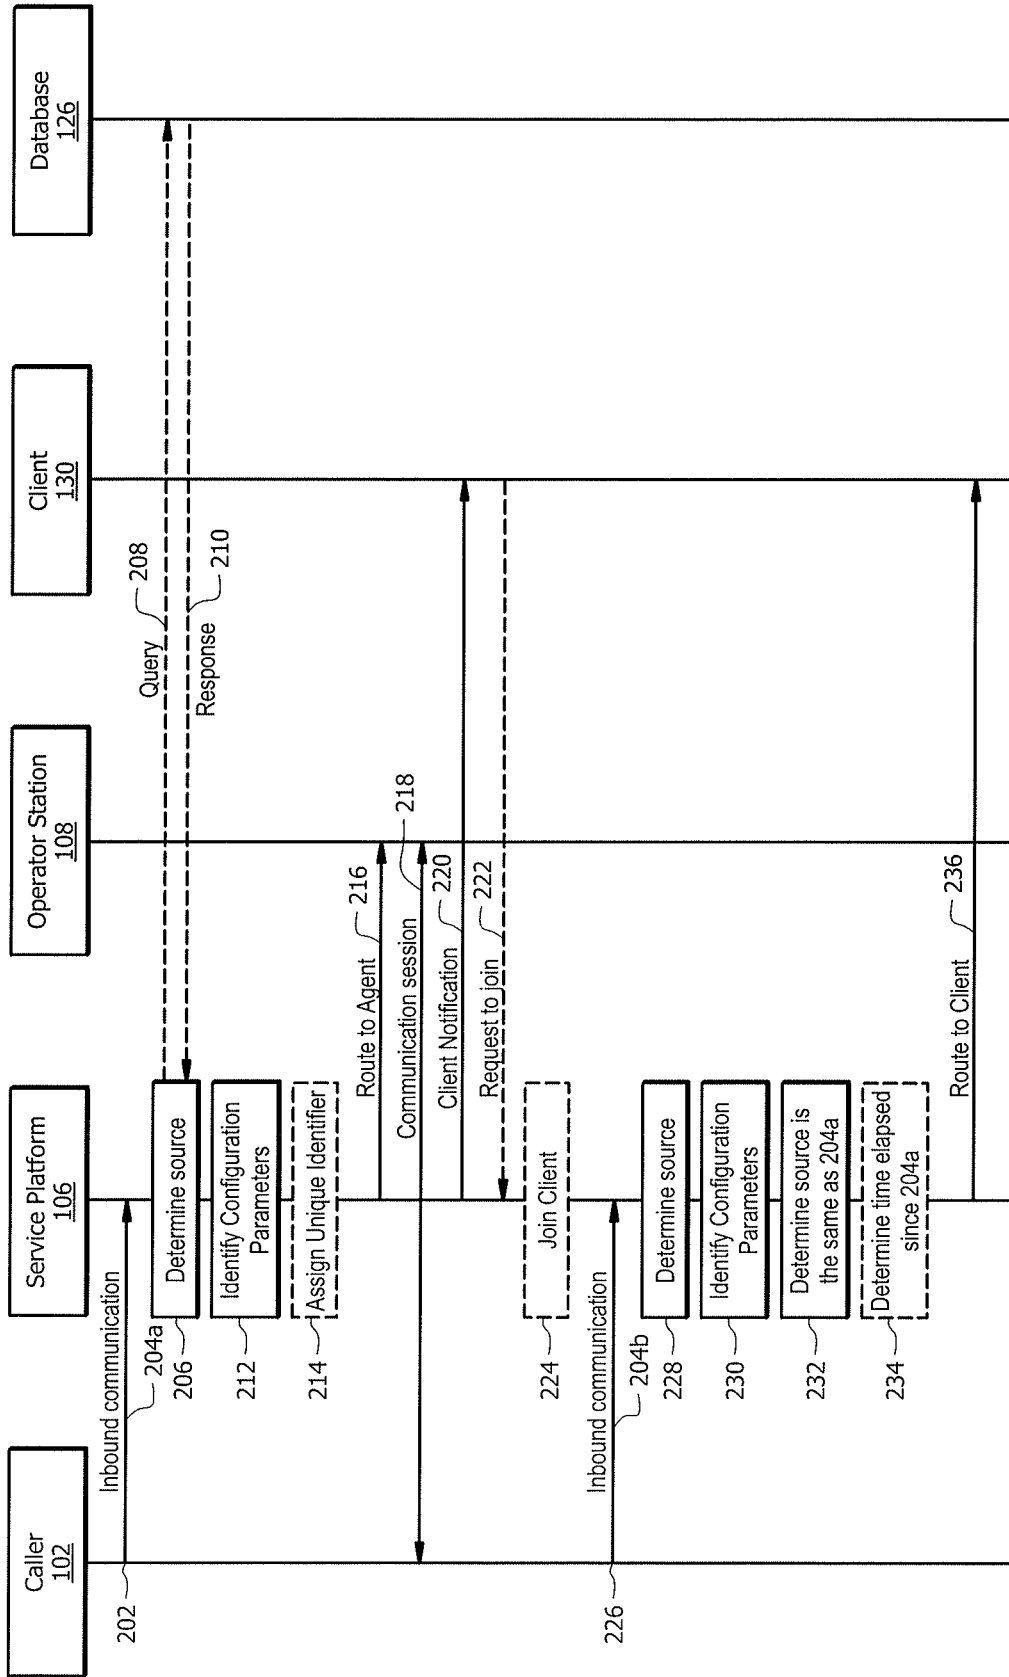 Caller
102
Service Platform
106
Operator Station
108
Client
130
Database
126
202
Inbound communication
204a
206
Determine source
Query
208
Response
210
212
Identify Configuration
Parameters
214
Assign Unique Identifier
Route to Agent
216
Communication session
218
Client Notification
220
Request to join
222
224
Join Client
226
Inbound communication
204b
228
Determine source
230
Identify Configuration
Parameters
232
Determine source is
the same as 204a
234
Determine time elapsed
since 204a
Route to Client
236